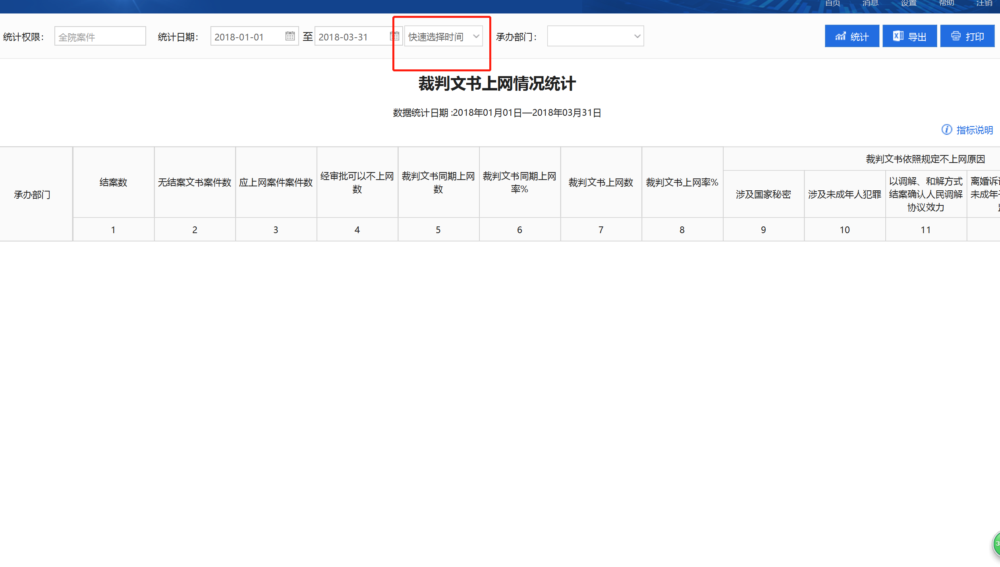 首页 消息 设置 帮助 注销
统计权限： 全院案件 统计日期： 2018-01-01 至 2018-03-31 快速选择时间 承办部门： 统计 导出 打印
裁判文书上网情况统计
数据统计日期 :2018年01月01日—2018年03月31日
指标说明
承办部门
结案数
无结案文书案件数
应上网案件案件数
经审批可以不上网
数
裁判文书同期上网
数
裁判文书同期上网
率%
裁判文书上网数
裁判文书上网率%
裁判文书依照规定不上网原因
涉及国家秘密
涉及未成年人犯罪
以调解、和解方式
结案确认人民调解
协议效力
离婚诉
未成年
1 2 3 4 5 6 7 8 9 10 11
3